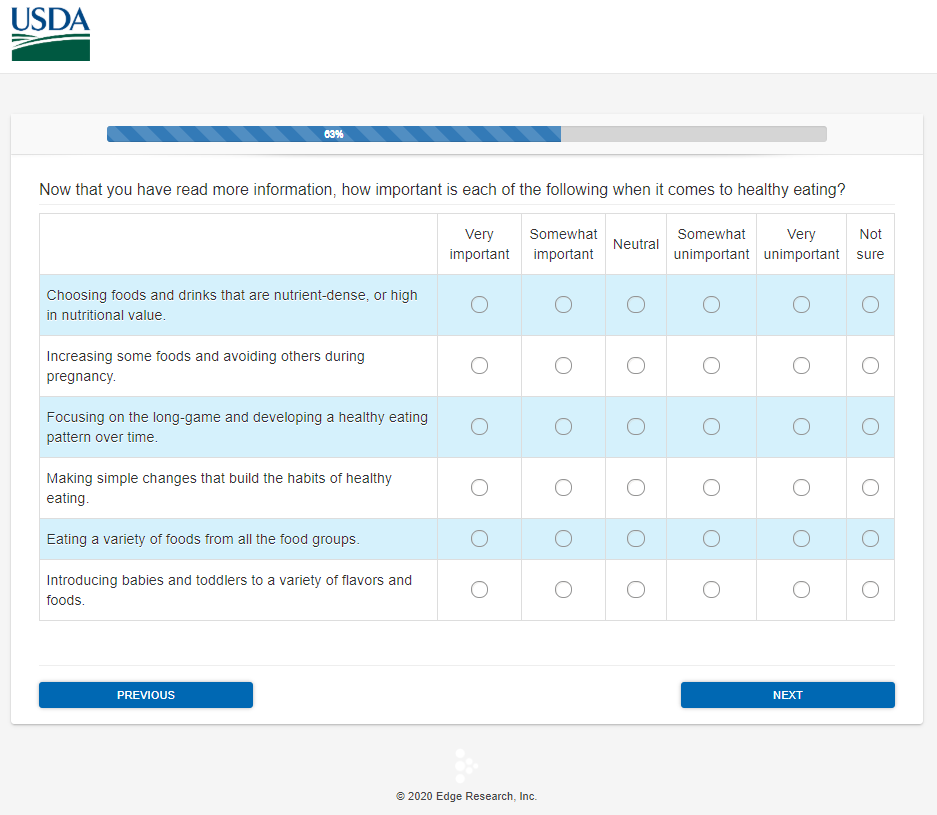 USDA
63%
Now that you have read more information, how important is each of the following when it comes to healthy eating?
Very
important
Somewhat
important
Neutral
Somewhat
unimportant
Very
unimportant
Not
sure
Choosing foods and drinks that are nutrient-dense, or high
in nutritional value.
Increasing some foods and avoiding others during
pregnancy.
Focusing on the long-game and developing a healthy eating
pattern over time.
Making simple changes that build the habits of healthy
eating.
Eating a variety of foods from all the food groups.
Introducing babies and toddlers to a variety of flavors and
foods.
PREVIOUS
NEXT
© 2020 Edge Research, Inc.